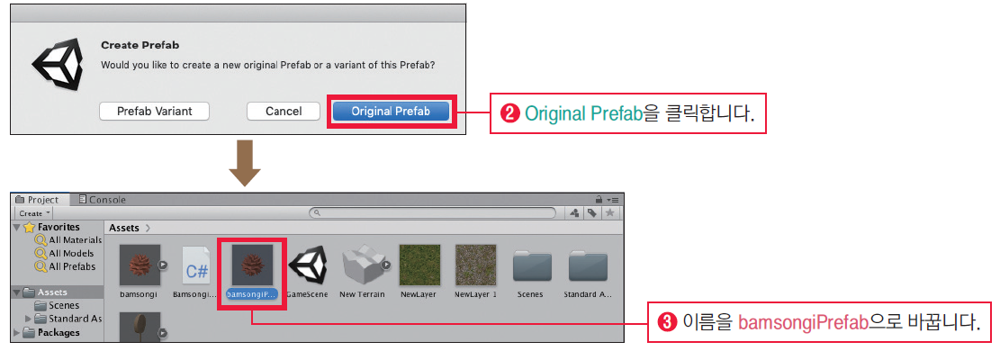 Create Prefab
Would you like to create a new original Prefab or a variant of this Prefab?
Prefab Variant
Cancel
Original Prefab
❷ Original Prefab을 클릭합니다.
Project
Console
Create
Favorites
All Materials
All Models
All Prefabs
Assets
Scenes
Standard As
Packages
Assets
C#
bamsongi
Bamsongi...
bamsongiP...
GameScene
New Terrain
NewLayer
NewLayer 1
Scenes
Standard A...
❸ 이름을 bamsongiPrefab으로 바꿉니다.